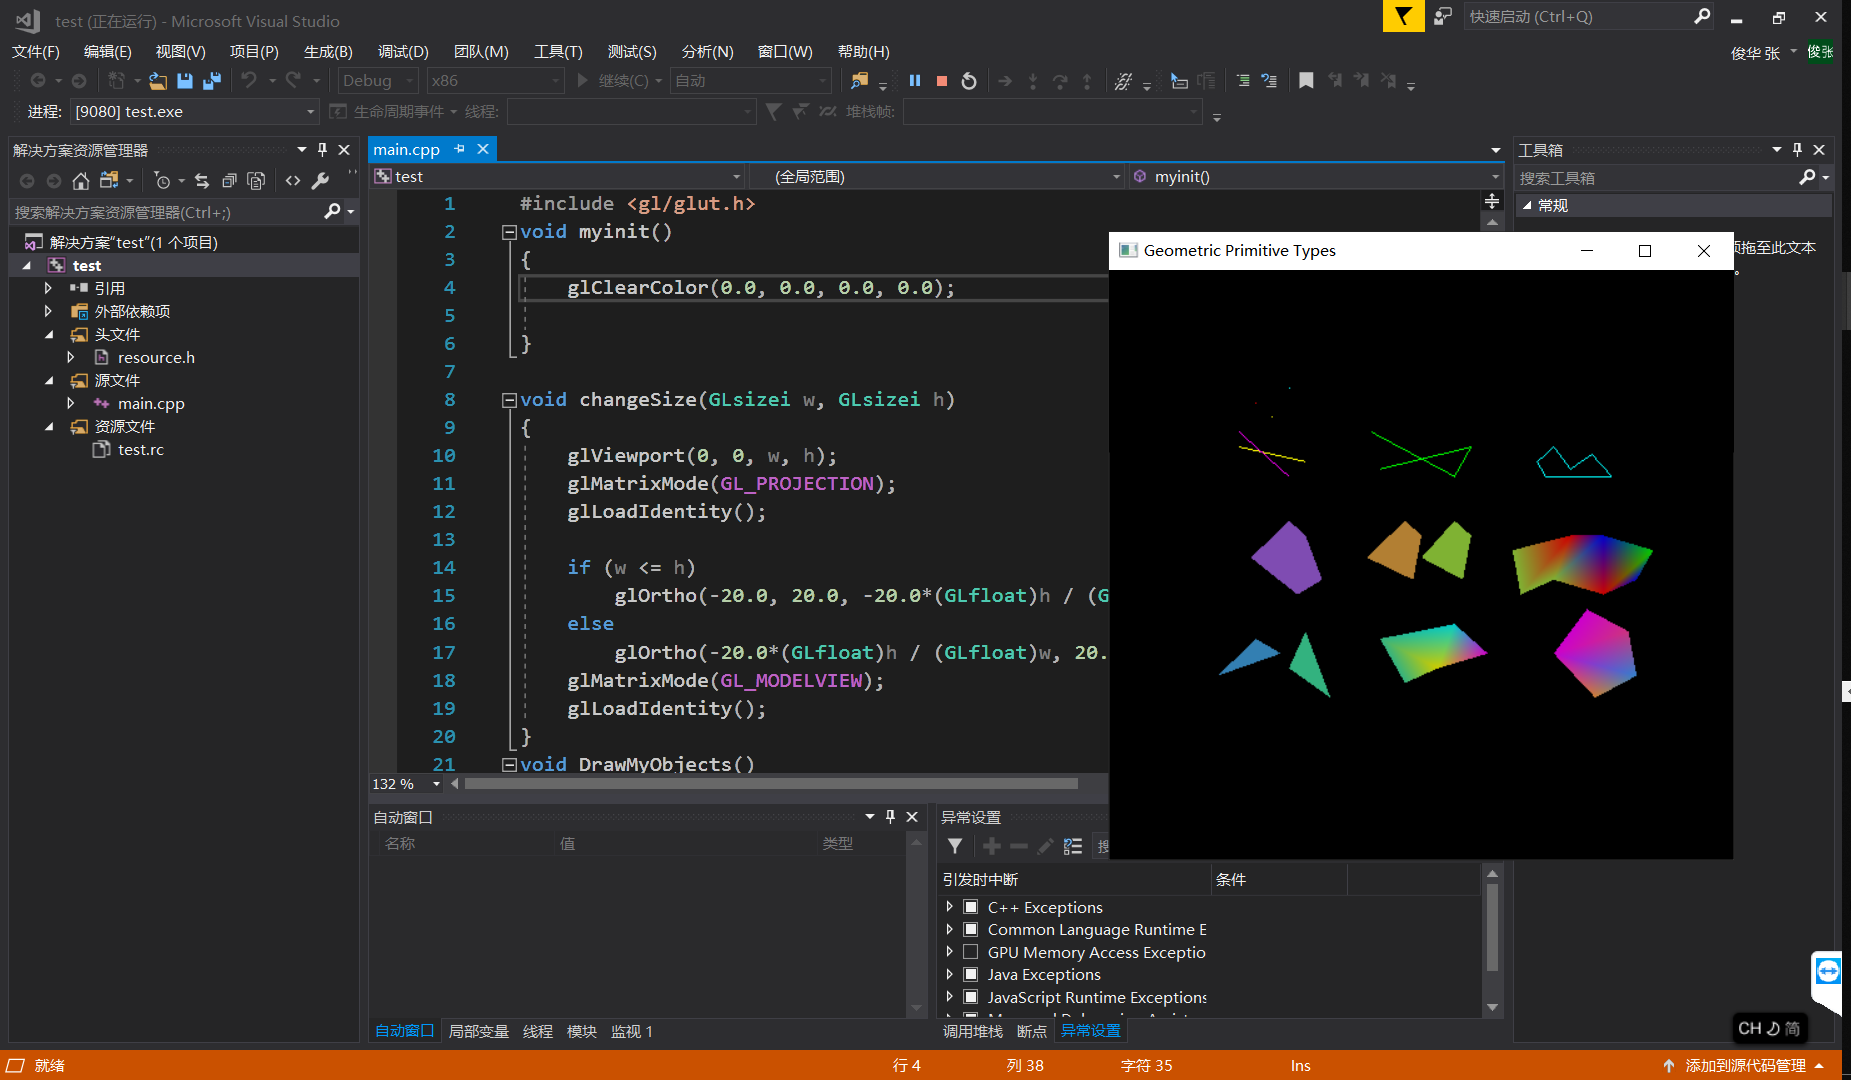 test (正在运行) - Microsoft Visual Studio
快速启动 (Ctrl+Q)
文件(F) 编辑(E) 视图(V) 项目(P) 生成(B) 调试(D) 团队(M) 工具(T) 测试(S) 分析(N) 窗口(W) 帮助(H)
俊华 张
俊张
Debug x86 继续(C) 自动
进程: [9080] test.exe 生命周期事件 线程: 堆栈帧:
解决方案资源管理器
搜索解决方案资源管理器(Ctrl+;)
解决方案"test"(1 个项目)
test
引用
外部依赖项
头文件
resource.h
源文件
main.cpp
资源文件
test.rc
main.cpp
test (全局范围) myinit()
1 #include <gl/glut.h>
2 void myinit()
3 {
4 glClearColor(0.0, 0.0, 0.0, 0.0);
5
6 }
7
8 void changeSize(GLsizei w, GLsizei h)
9 {
10 glViewport(0, 0, w, h);
11 glMatrixMode(GL_PROJECTION);
12 glLoadIdentity();
13
14 if (w <= h)
15 glOrtho(-20.0, 20.0, -20.0*(GLfloat)h / (G
16 else
17 glOrtho(-20.0*(GLfloat)h / (GLfloat)w, 20.
18 glMatrixMode(GL_MODELVIEW);
19 glLoadIdentity();
20 }
21 void DrawMyObjects()
132 %
工具箱
搜索工具箱
常规
拖至此文本
。
Geometric Primitive Types
自动窗口
名称 值 类型
自动窗口 局部变量 线程 模块 监视 1
异常设置
引发时中断 条件
C++ Exceptions
Common Language Runtime E
GPU Memory Access Exceptio
Java Exceptions
JavaScript Runtime Exceptions
调用堆栈 断点 异常设置
CH 简
就绪 行 4 列 38 字符 35 Ins 添加到源代码管理